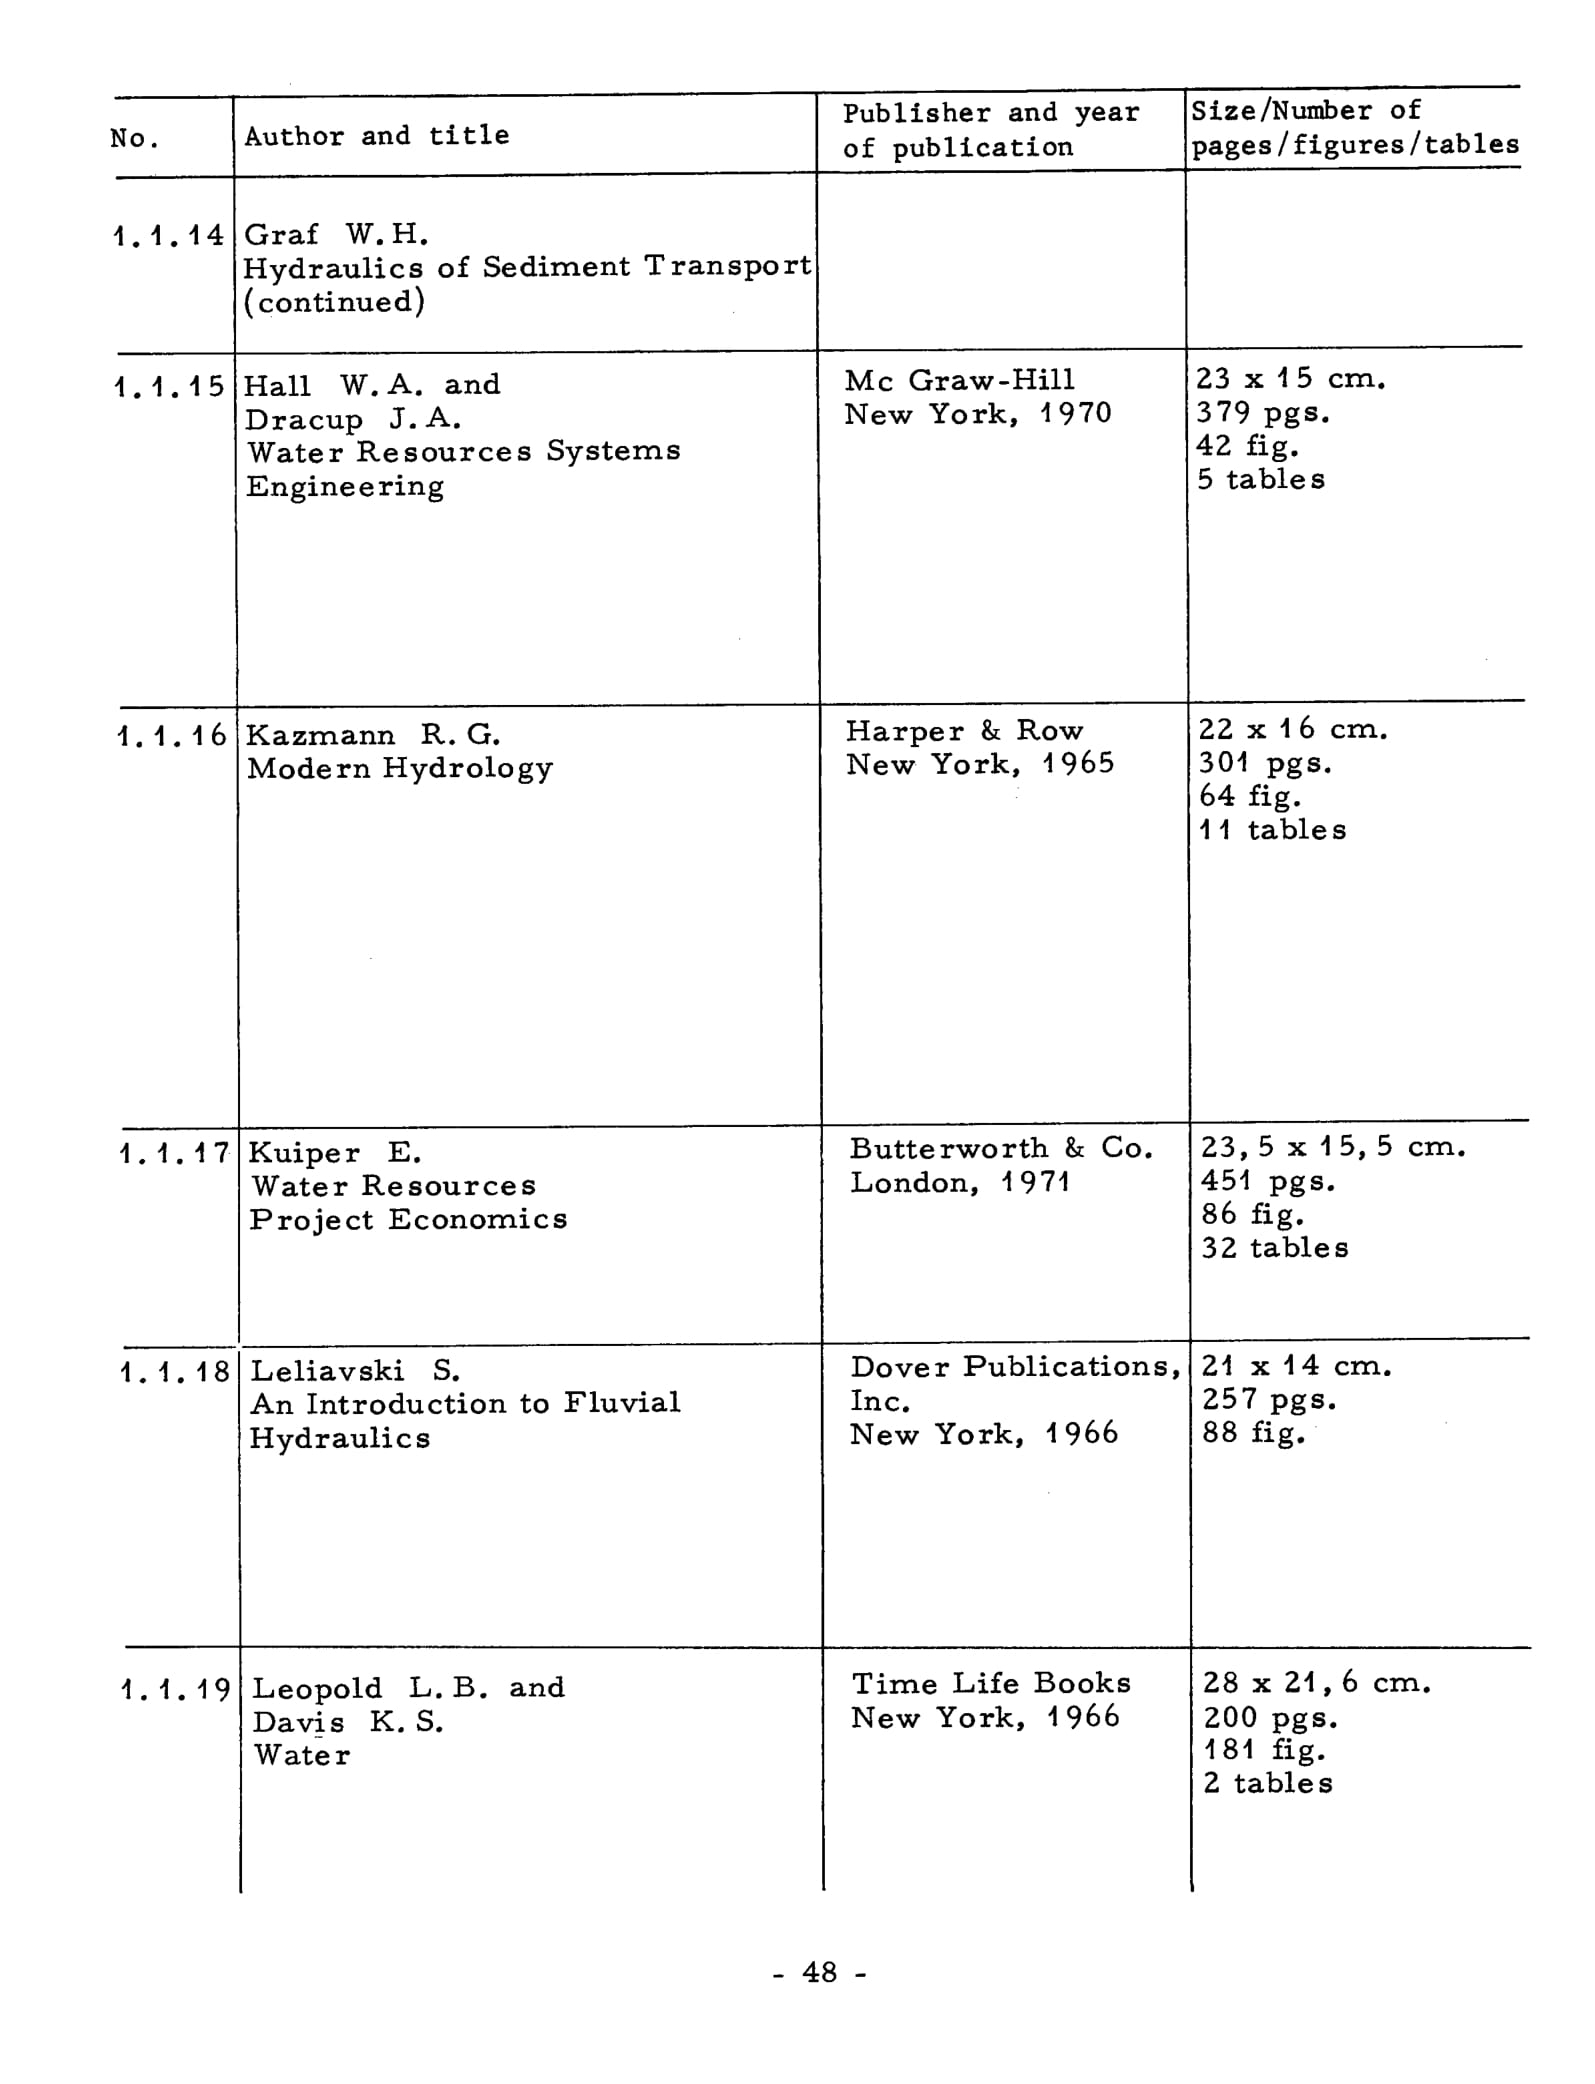 No.
Author and title
Publisher and year
of publication
Size/Number of
pages/figures/tables
1.1.14
Graf W.H.
Hydraulics of Sediment Transport
(continued)
1.1.15
Hall W.A. and
Dracup J.A.
Water Resources Systems
Engineering
Mc Graw-Hill
New York, 1970
23 x 15 cm.
379 pgs.
42 fig.
5 tables
1.1.16
Kazmann R.G.
Modern Hydrology
Harper & Row
New York, 1965
22 x 16 cm.
301 pgs.
64 fig.
11 tables
1.1.17
Kuiper E.
Water Resources
Project Economics
Butterworth & Co.
London, 1971
23,5 x 15,5 cm.
451 pgs.
86 fig.
32 tables
1.1.18
Leliavski S.
An Introduction to Fluvial
Hydraulics
Dover Publications,
Inc.
New York, 1966
21 x 14 cm.
257 pgs.
88 fig.
1.1.19
Leopold L.B. and
Davis K.S.
Water
Time Life Books
New York, 1966
28 x 21,6 cm.
200 pgs.
181 fig.
2 tables
- 48 -